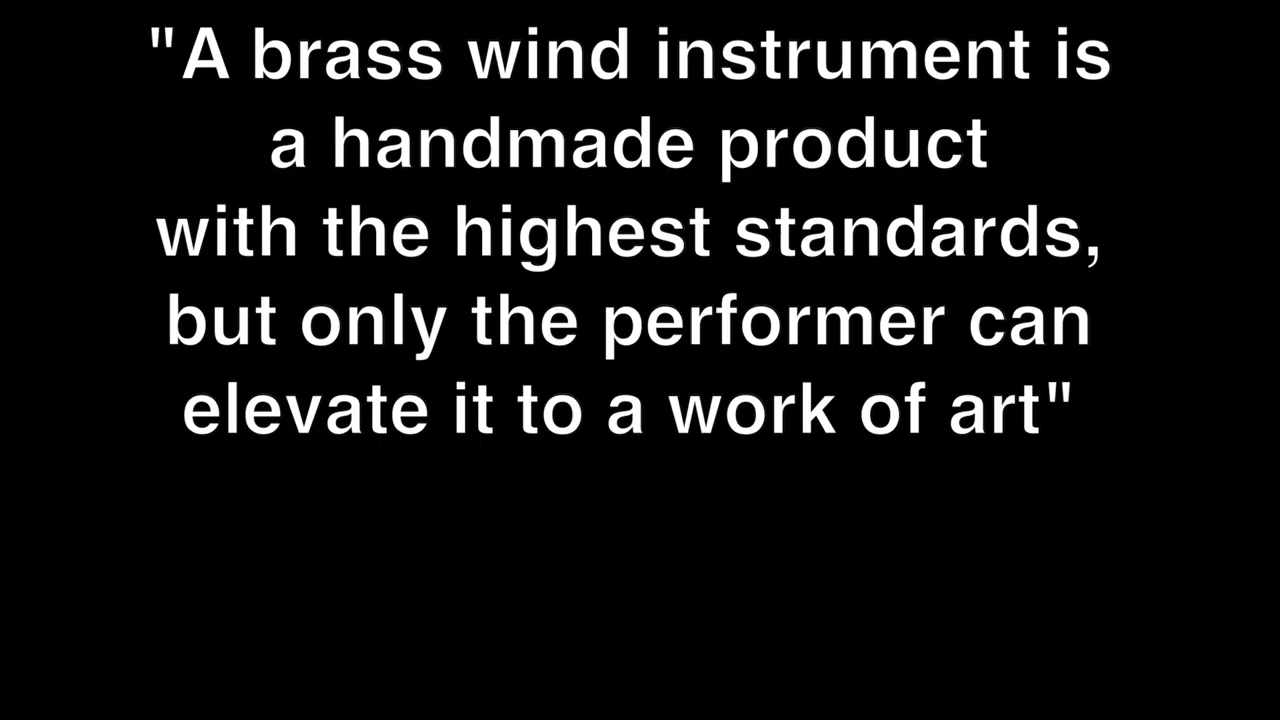 "A brass wind instrument is
a handmade product
with the highest standards,
but only the performer can
elevate it to a work of art"